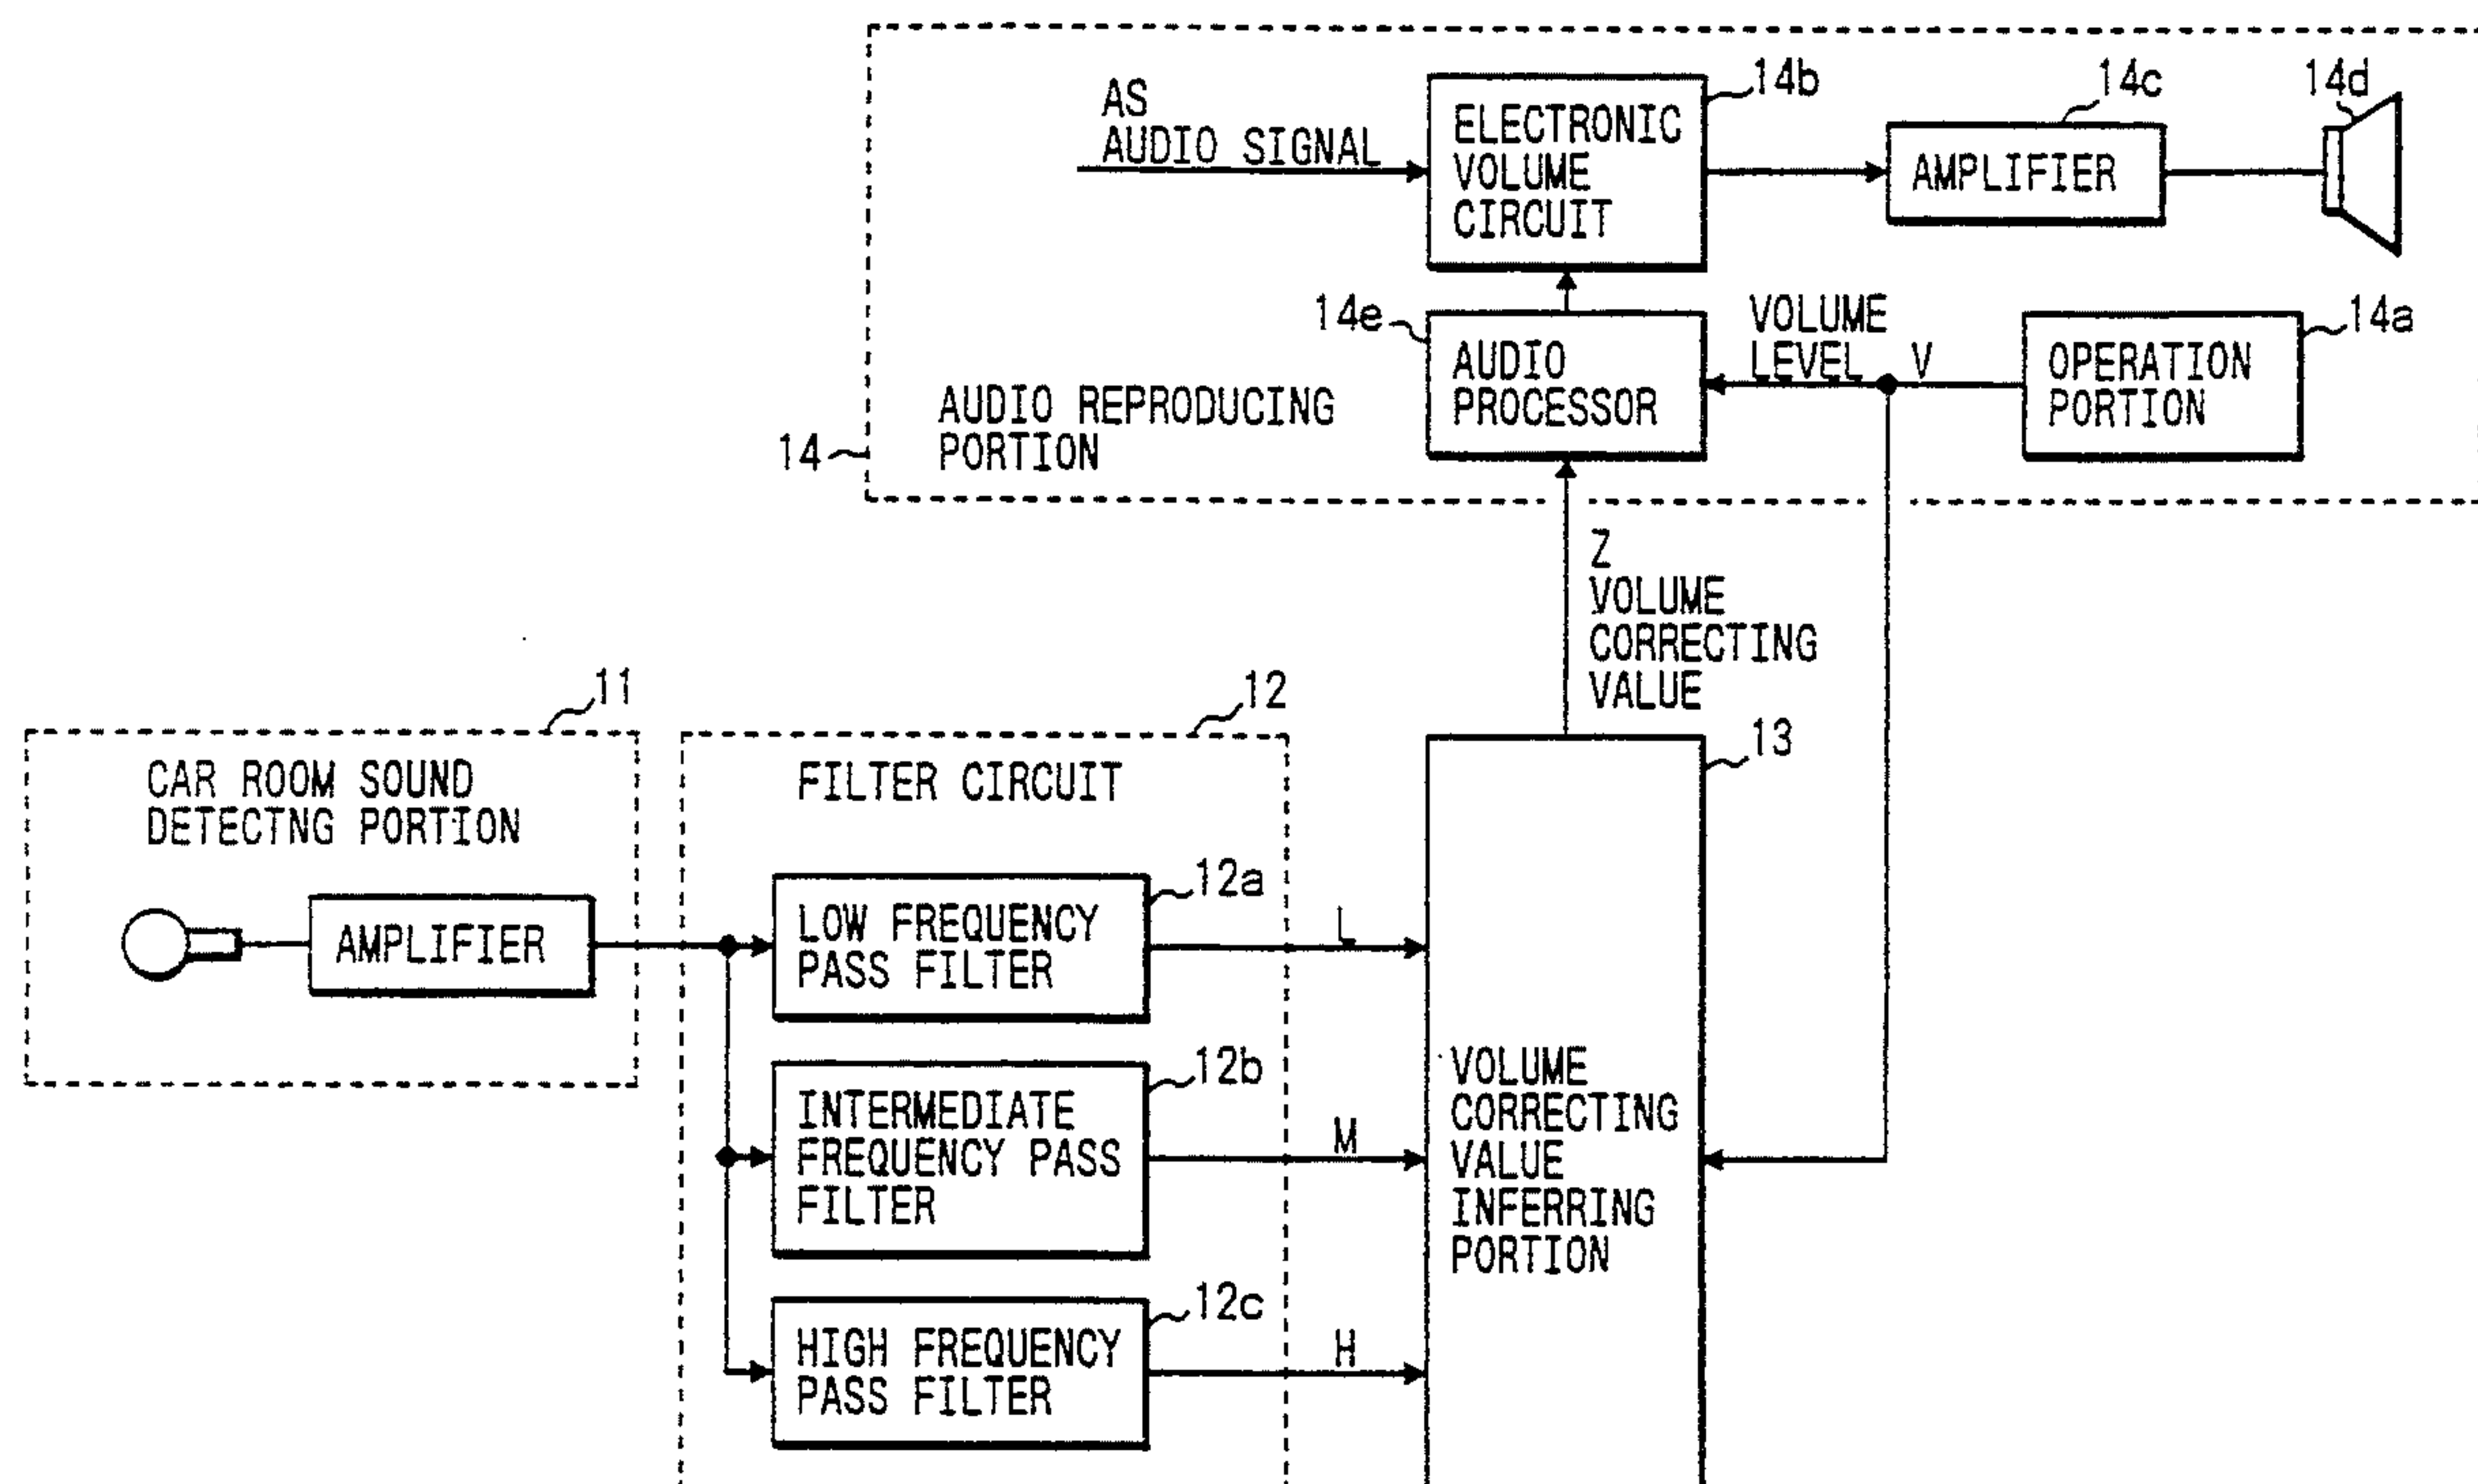 AS
AUDIO SIGNAL
ELECTRONIC
VOLUME
CIRCUIT
14b
AMPLIFIER
14c
14d
14e
AUDIO
PROCESSOR
VOLUME
LEVEL
V
OPERATION
PORTION
14a
AUDIO REPRODUCING
PORTION
14
Z
VOLUME
CORRECTING
VALUE
11
CAR ROOM SOUND
DETECTNG PORTION
AMPLIFIER
12
FILTER CIRCUIT
LOW FREQUENCY
PASS FILTER
12a
L
INTERMEDIATE
FREQUENCY PASS
FILTER
12b
M
HIGH FREQUENCY
PASS FILTER
12c
H
13
VOLUME
CORRECTING
VALUE
INFERRING
PORTION